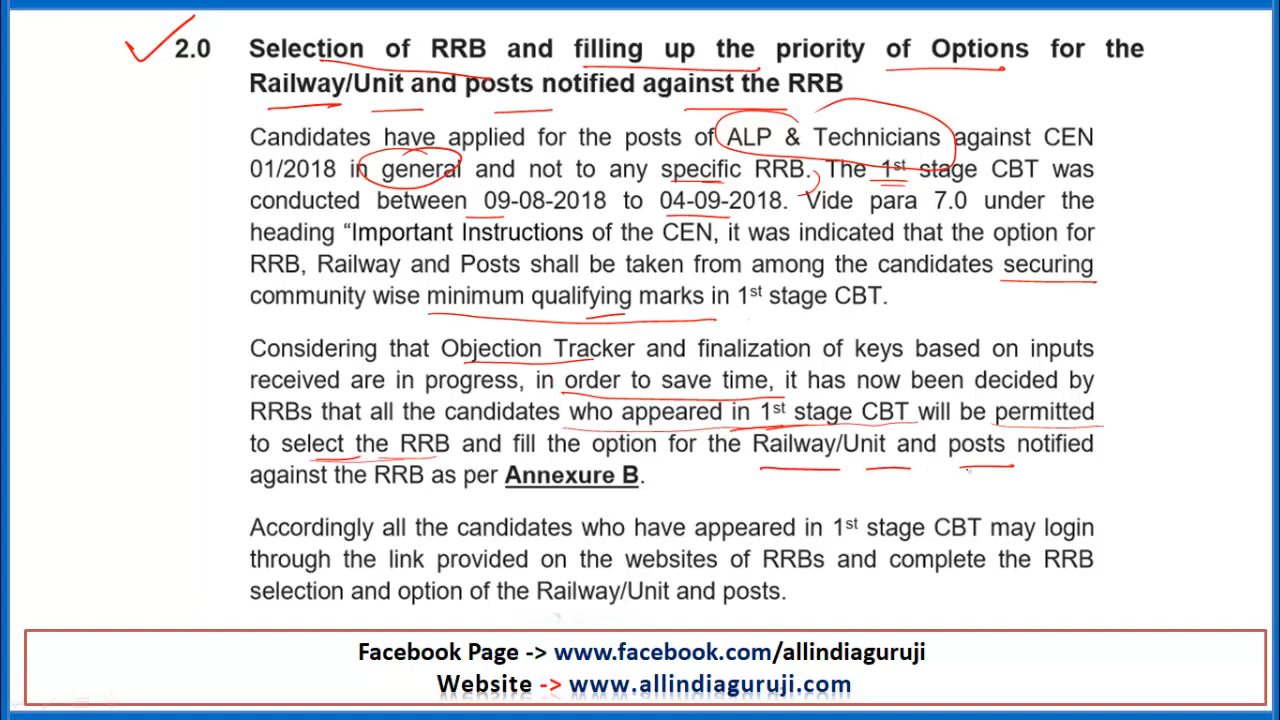 2.0 Selection of RRB and filling up the priority of Options for the
Railway/Unit and posts notified against the RRB
Candidates have applied for the posts of ALP & Technicians against CEN
01/2018 in general and not to any specific RRB. The 1st stage CBT was
conducted between 09-08-2018 to 04-09-2018. Vide para 7.0 under the
heading “Important Instructions of the CEN, it was indicated that the option for
RRB, Railway and Posts shall be taken from among the candidates securing
community wise minimum qualifying marks in 1st stage CBT.
Considering that Objection Tracker and finalization of keys based on inputs
received are in progress, in order to save time, it has now been decided by
RRBs that all the candidates who appeared in 1st stage CBT will be permitted
to select the RRB and fill the option for the Railway/Unit and posts notified
against the RRB as per Annexure B.
Accordingly all the candidates who have appeared in 1st stage CBT may login
through the link provided on the websites of RRBs and complete the RRB
selection and option of the Railway/Unit and posts.
Facebook Page -> www.facebook.com/allindiaguruji
Website -> www.allindiaguruji.com